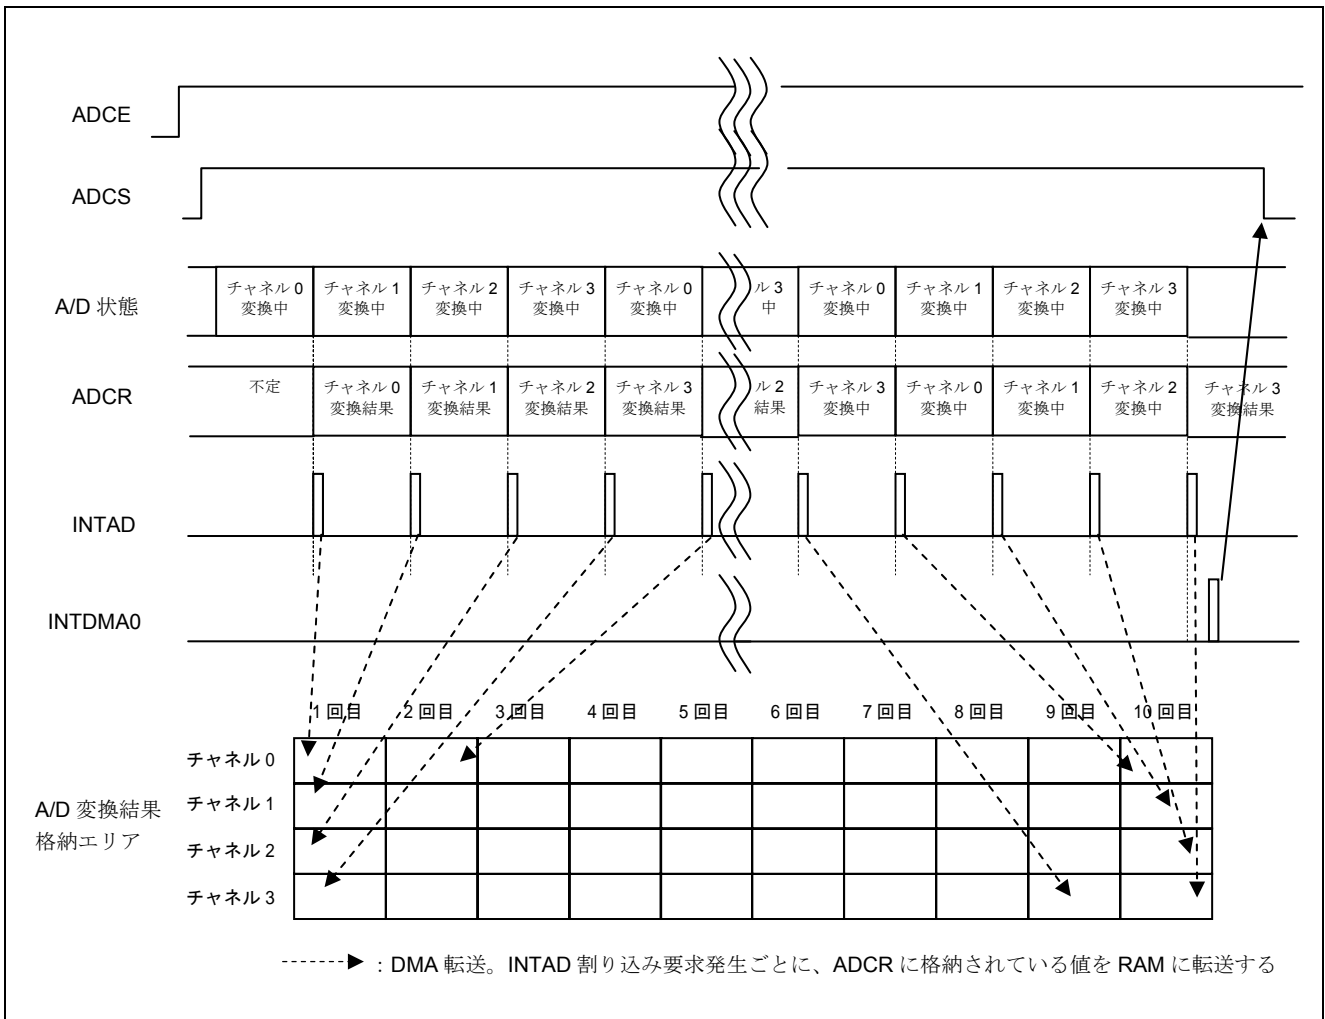 ADCE
ADCS
A/D 状態
チャネル 0 変換中
チャネル 1 変換中
チャネル 2 変換中
チャネル 3 変換中
チャネル 0 変換中
ル 3 中
チャネル 0 変換中
チャネル 1 変換中
チャネル 2 変換中
チャネル 3 変換中
ADCR
不定
チャネル 0 変換結果
チャネル 1 変換結果
チャネル 2 変換結果
チャネル 3 変換結果
ル 2 結果
チャネル 3 変換中
チャネル 0 変換中
チャネル 1 変換中
チャネル 2 変換中
チャネル 3 変換結果
INTAD
INTDMA0
1 回目 2 回目 3 回目 4 回目 5 回目 6 回目 7 回目 8 回目 9 回目 10 回目
A/D 変換結果
格納エリア
チャネル 0
チャネル 1
チャネル 2
チャネル 3
：DMA 転送。INTAD 割り込み要求発生ごとに、ADCR に格納されている値を RAM に転送する